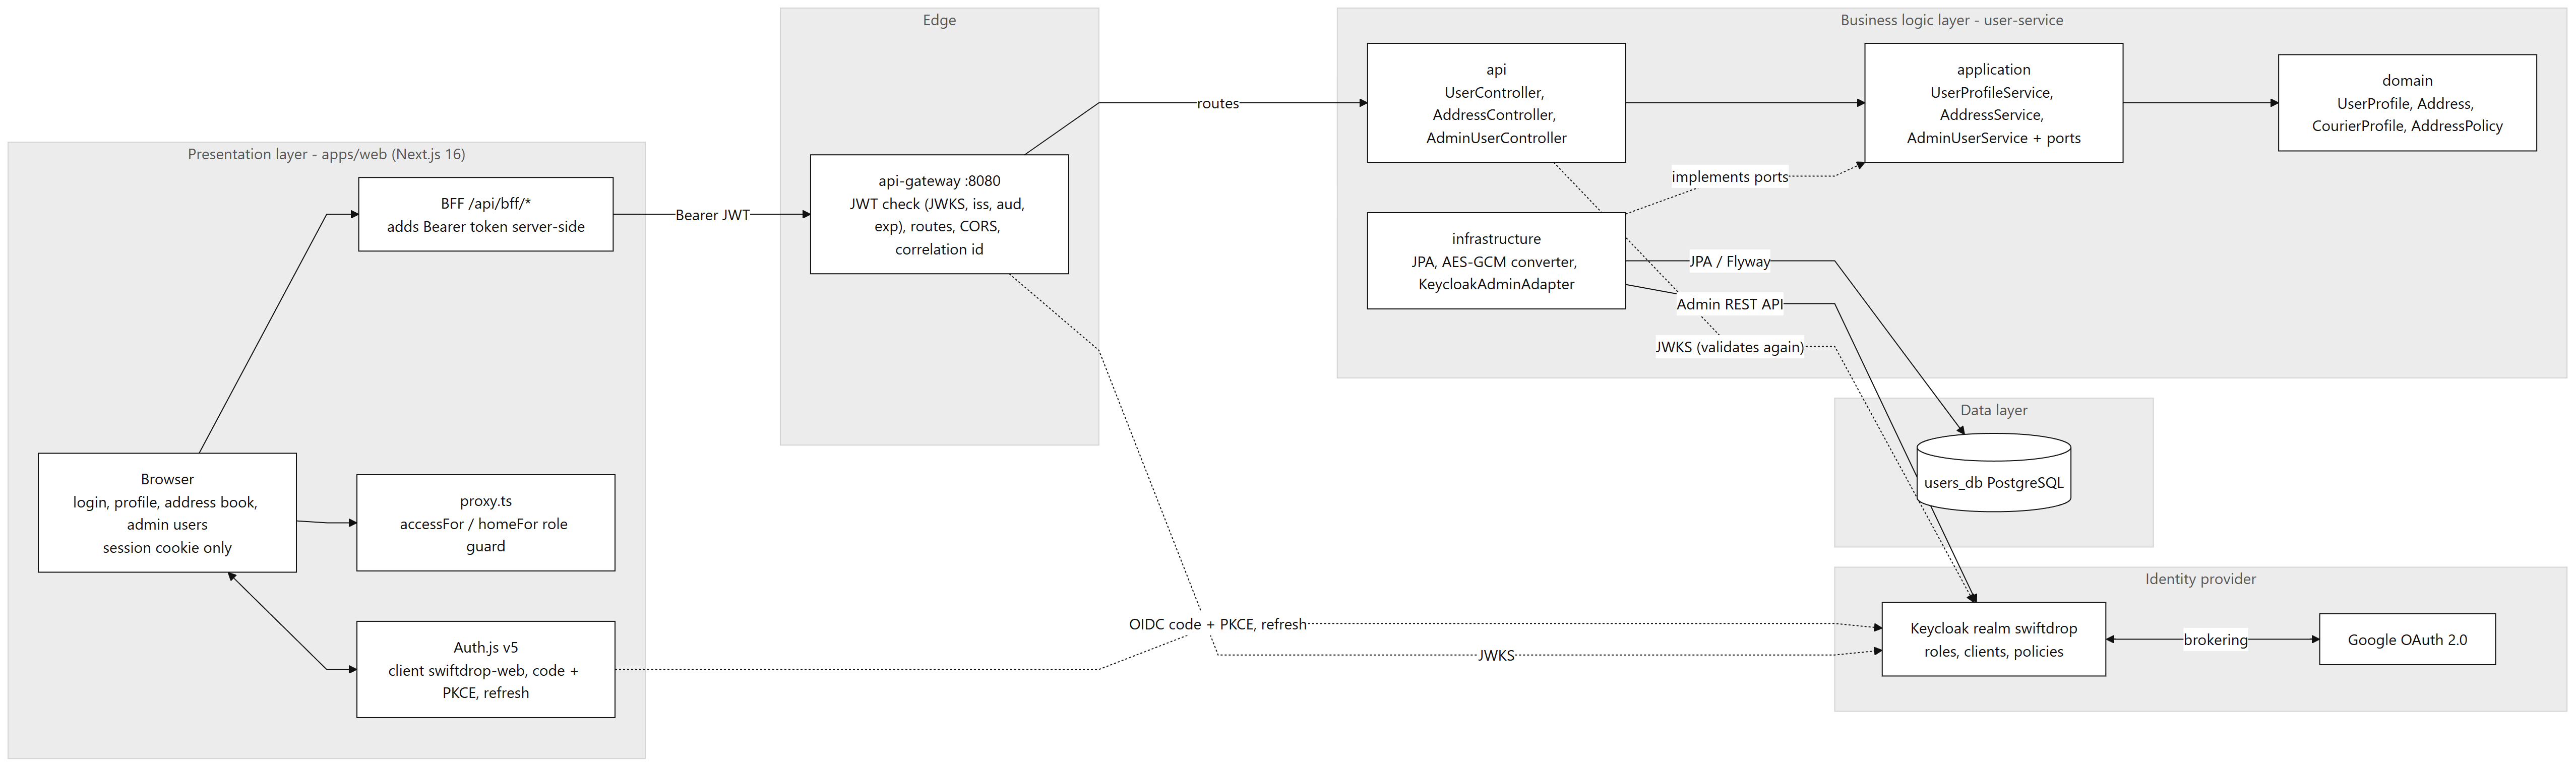 Presentation layer - apps/web (Next.js 16)
BFF /api/bff/*
adds Bearer token server-side
Browser
login, profile, address book,
admin users
session cookie only
proxy.ts
accessFor / homeFor role
guard
Auth.js v5
client swiftdrop-web, code +
PKCE, refresh
Bearer JWT
Edge
api-gateway :8080
JWT check (JWKS, iss, aud,
exp), routes, CORS,
correlation id
routes
OIDC code + PKCE, refresh
JWKS
Business logic layer - user-service
api
UserController,
AddressController,
AdminUserController
application
UserProfileService,
AddressService,
AdminUserService + ports
domain
UserProfile, Address,
CourierProfile, AddressPolicy
implements ports
infrastructure
JPA, AES-GCM converter,
KeycloakAdminAdapter
JPA / Flyway
Admin REST API
JWKS (validates again)
Data layer
users_db PostgreSQL
Identity provider
Keycloak realm swiftdrop
roles, clients, policies
brokering
Google OAuth 2.0